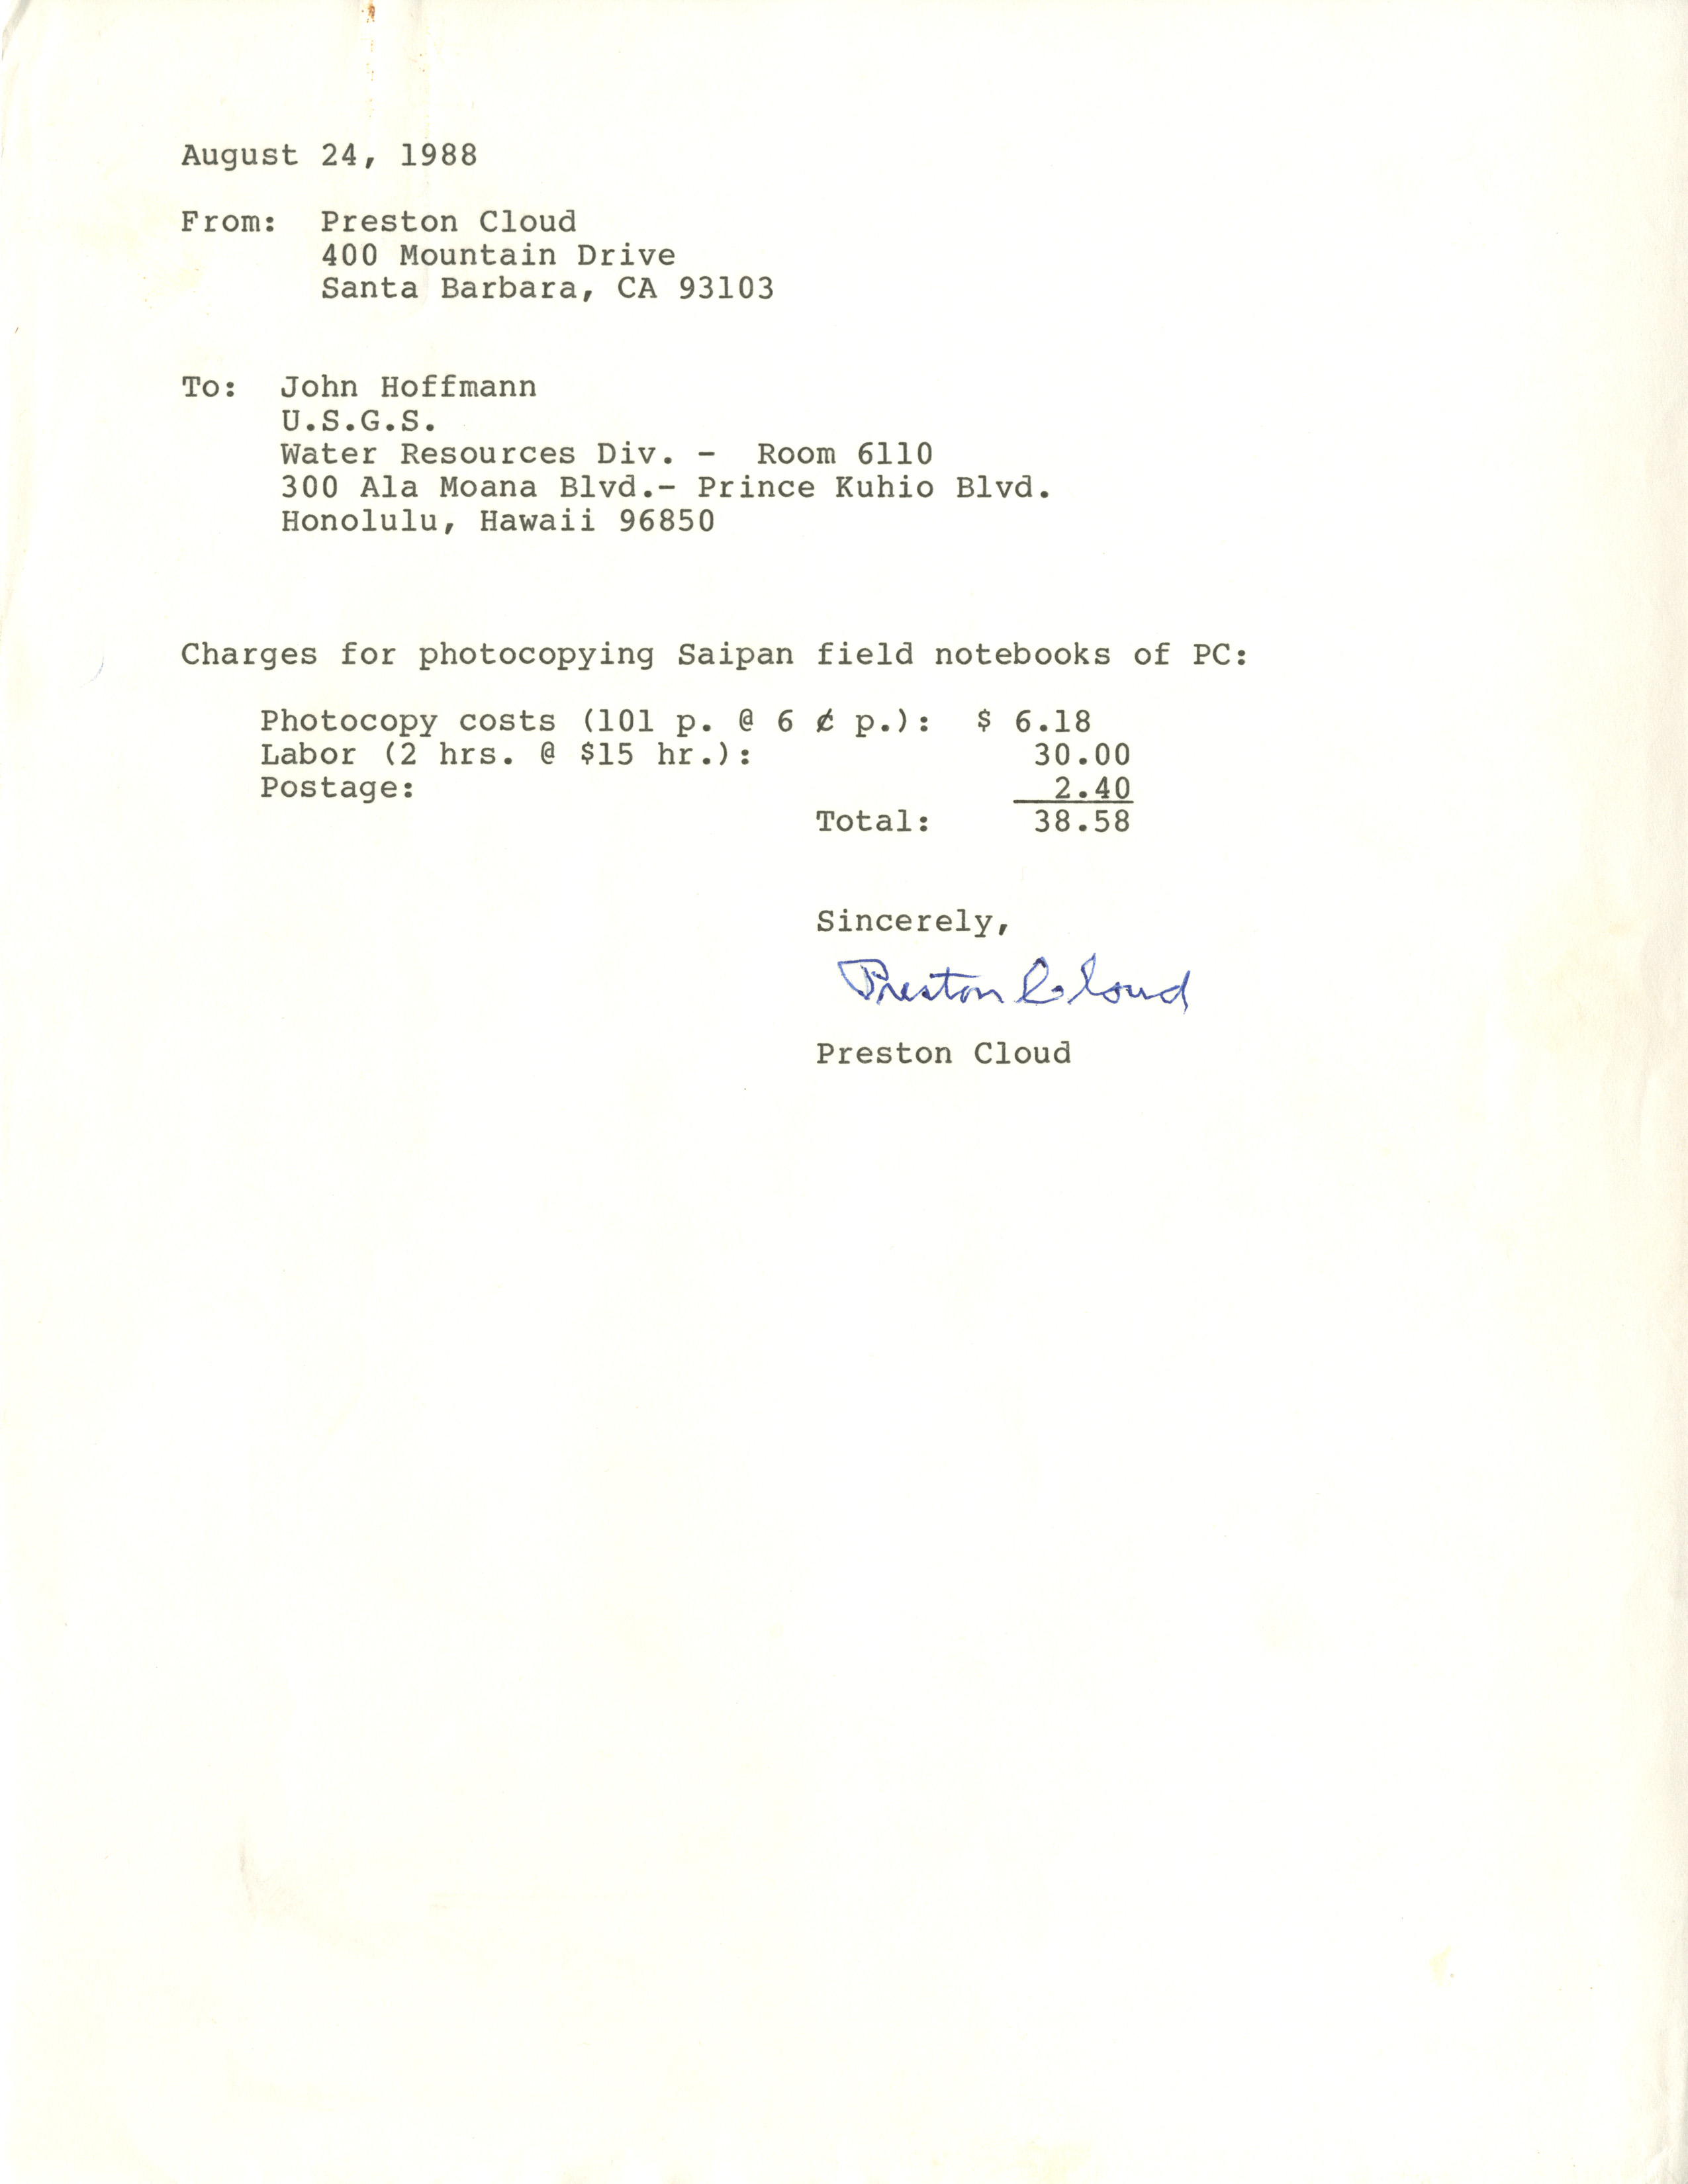 August 24, 1988
From: Preston Cloud
400 Mountain Drive
Santa Barbara, CA 93103
To: John Hoffmann
U.S.G.S.
Water Resources Div. - Room 6110
300 Ala Moana Blvd.- Prince Kuhio Blvd.
Honolulu, Hawaii 96850
Charges for photocopying Saipan field notebooks of PC:
Photocopy costs (101 p. @ 6 ¢ p.): $ 6.18
Labor (2 hrs. @ $15 hr.): 30.00
Postage: 2.40
Total: 38.58
Sincerely,
Preston Cloud
Preston Cloud